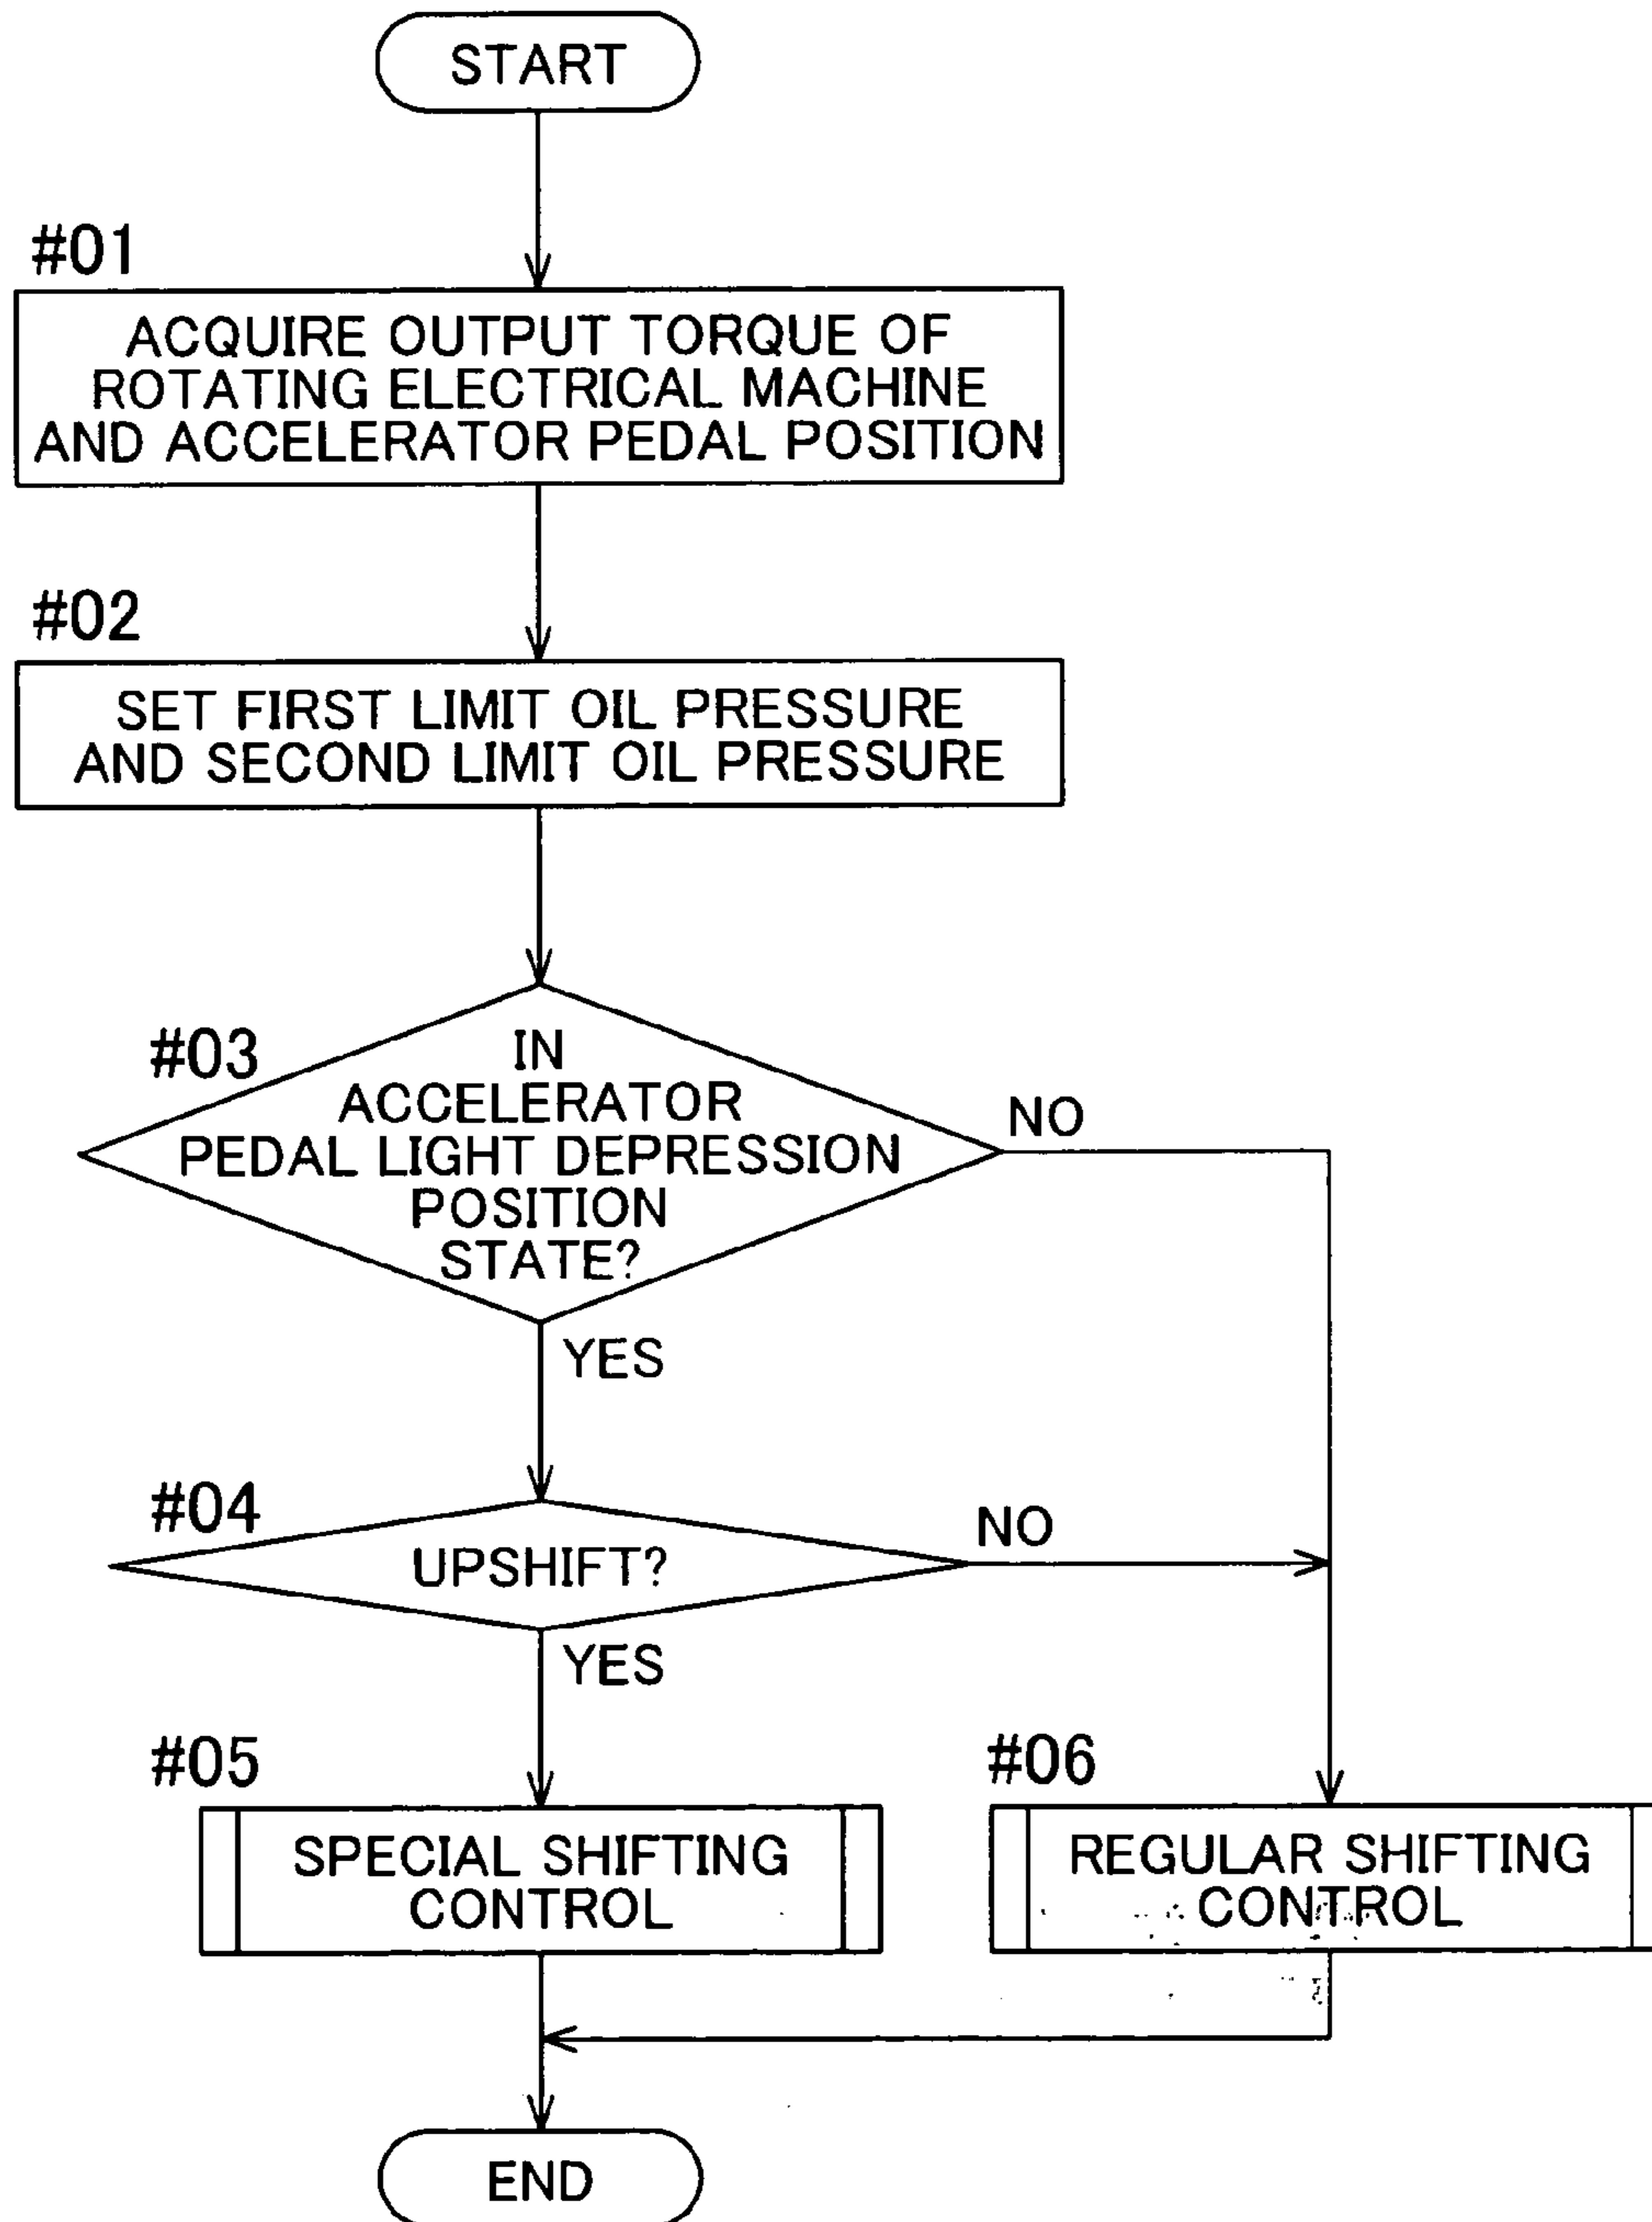 START
#01
ACQUIRE OUTPUT TORQUE OF
ROTATING ELECTRICAL MACHINE
AND ACCELERATOR PEDAL POSITION
#02
SET FIRST LIMIT OIL PRESSURE
AND SECOND LIMIT OIL PRESSURE
#03
IN
ACCELERATOR
PEDAL LIGHT DEPRESSION
POSITION
STATE?
NO
YES
#04
UPSHIFT?
NO
YES
#05
SPECIAL SHIFTING
CONTROL
#06
REGULAR SHIFTING
CONTROL
END